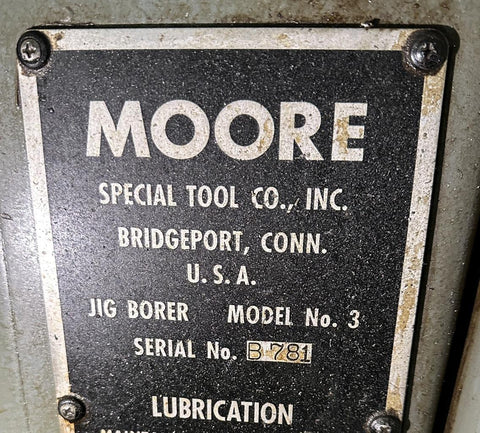 MOORE
SPECIAL TOOL CO., INC.
BRIDGEPORT, CONN.
U. S. A.
JIG BORER MODEL No. 3
SERIAL No. B-781
LUBRICATION